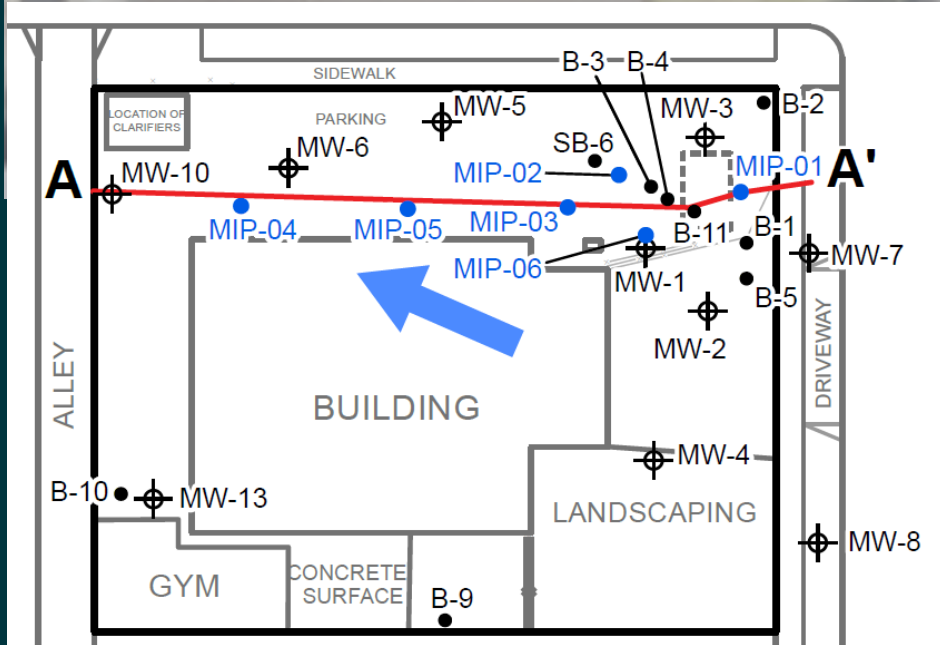 SIDEWALK
B-3
B-4
LOCATION OF
CLARIFIERS
PARKING
MW-5
MW-3
B-2
MW-6
SB-6
A
MW-10
MIP-02
MIP-01
A'
MIP-04
MIP-05
MIP-03
B-11
B-1
MIP-06
MW-1
MW-7
B-5
MW-2
ALLEY
DRIVEWAY
BUILDING
MW-4
B-10
MW-13
LANDSCAPING
MW-8
GYM
CONCRETE
SURFACE
B-9